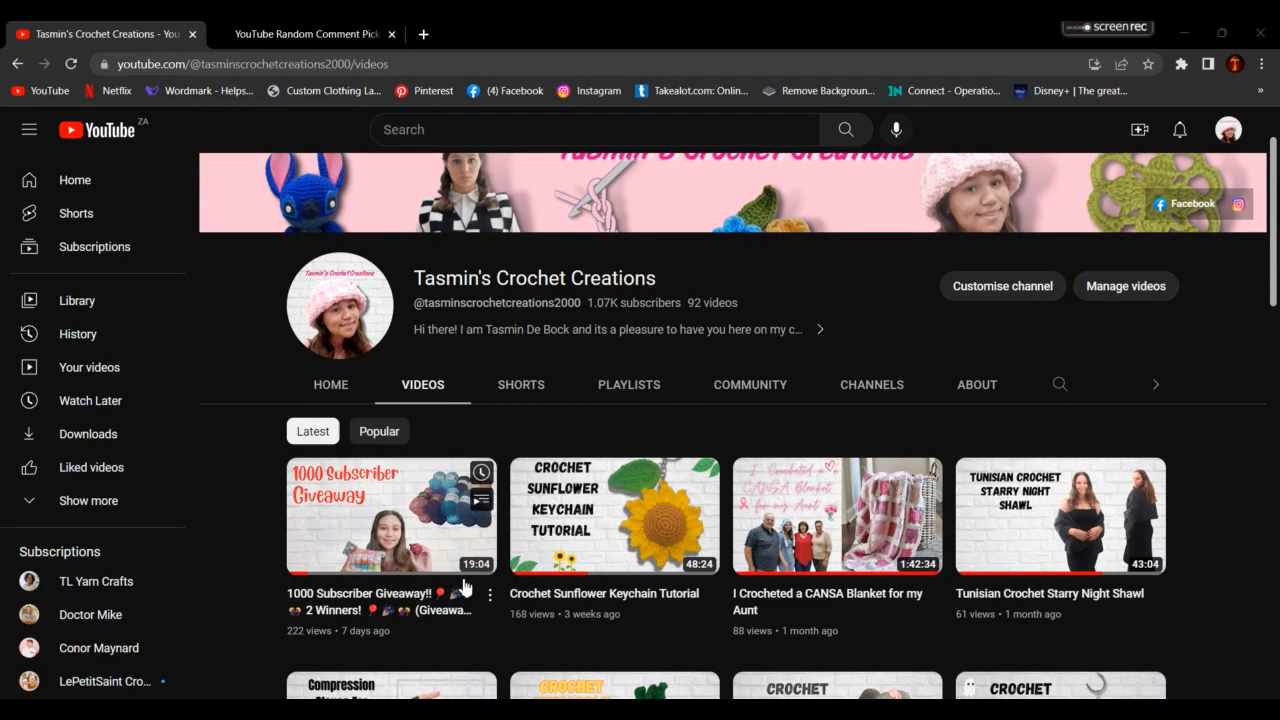 Tasmin's Crochet Creations - You
YouTube Random Comment Pick
screenrec
youtube.com/@tasminscrochetcreations2000/videos
YouTube
Netflix
Wordmark - Helps...
Custom Clothing La...
Pinterest
(4) Facebook
Instagram
Takealot.com: Onlin...
Remove Backgroun...
Connect - Operatio...
Disney+ | The great...
»
YouTube ZA
Search
Tasmin's Crochet Creations
Facebook
Home
Shorts
Subscriptions
Library
History
Your videos
Watch Later
Downloads
Liked videos
Show more
Subscriptions
TL Yarn Crafts
Doctor Mike
Conor Maynard
LePetitSaint Cro...
Tasmin's Crochet Creations
Tasmin's Crochet Creations
@tasminscrochetcreations2000 1.07K subscribers 92 videos
Hi there! I am Tasmin De Bock and its a pleasure to have you here on my c...
Customise channel
Manage videos
HOME
VIDEOS
SHORTS
PLAYLISTS
COMMUNITY
CHANNELS
ABOUT
Latest
Popular
1000 Subscriber
Giveaway
19:04
1000 Subscriber Giveaway!! 📍 🎉
👯 2 Winners! 📍 🎉 👯 (Giveawa...
222 views • 7 days ago
CROCHET
SUNFLOWER
KEYCHAIN
TUTORIAL
48:24
Crochet Sunflower Keychain Tutorial
168 views • 3 weeks ago
I Crocheted a
CANSA Blanket
for my Aunt
1:42:34
I Crocheted a CANSA Blanket for my
Aunt
88 views • 1 month ago
TUNISIAN CROCHET
STARRY NIGHT
SHAWL
43:04
Tunisian Crochet Starry Night Shawl
61 views • 1 month ago
Compression
CROCHET
CROCHET
CROCHET